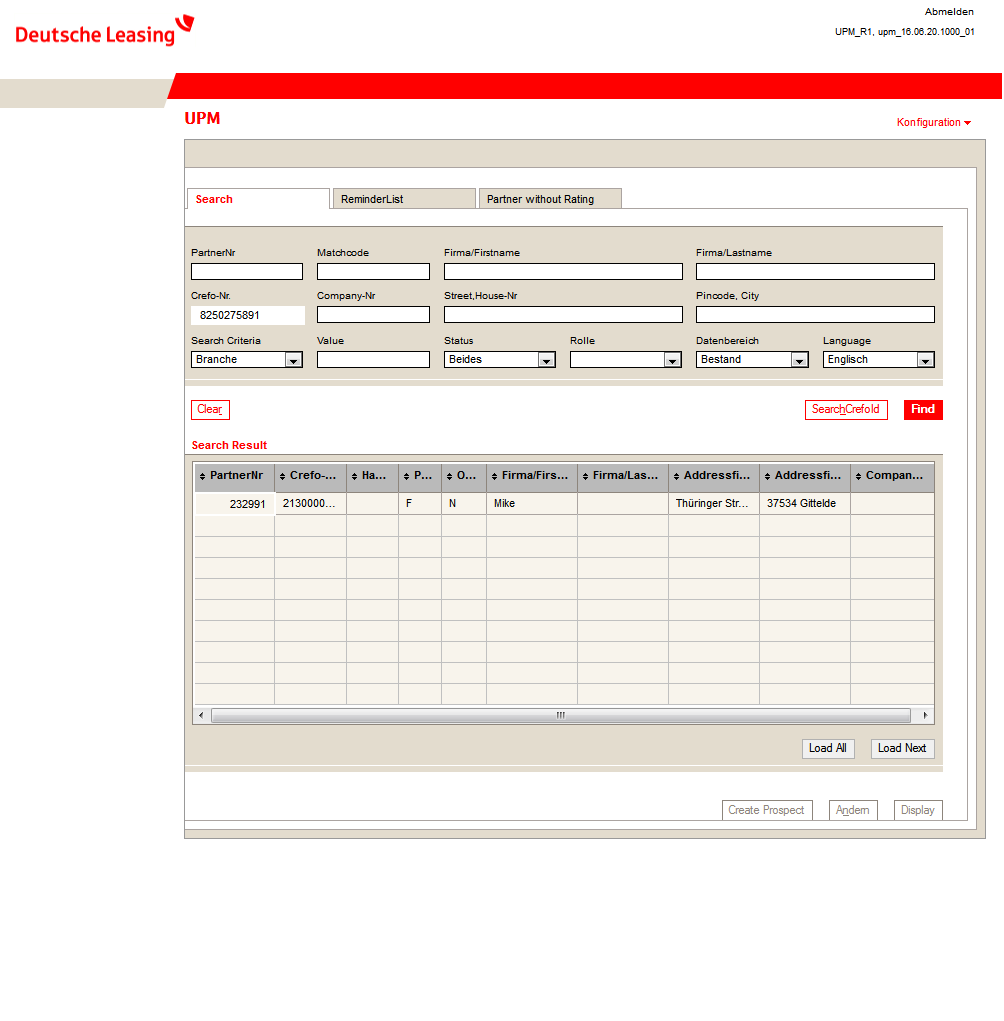 Abmelden
Deutsche Leasing
UPM_R1, upm_16.06.20.1000_01
UPM
Konfiguration
Search ReminderList Partner without Rating
PartnerNr Matchcode Firma/Firstname Firma/Lastname
Crefo-Nr. Company-Nr Street,House-Nr Pincode, City
8250275891
Search Criteria Value Status Rolle Datenbereich Language
Branche Beides Bestand Englisch
Clear SearchCrefoId Find
Search Result
PartnerNr Crefo-... Ha... P... O... Firma/Firs... Firma/Las... Addressfi... Addressfi... Compan...
232991 2130000... F N Mike Thüringer Str... 37534 Gittelde
Load All Load Next
Create Prospect Ändern Display